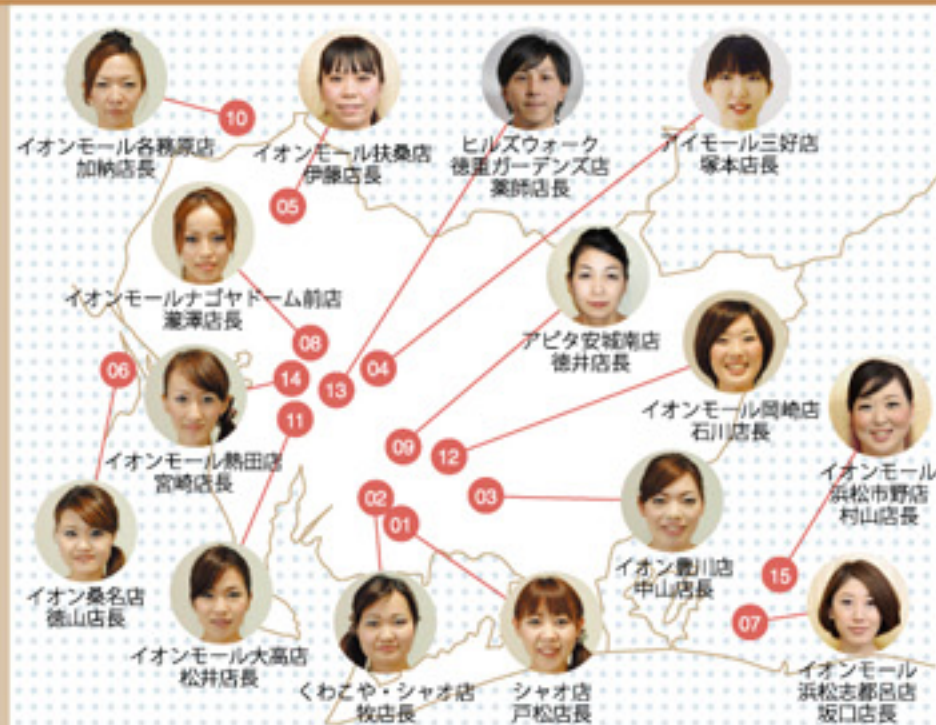 イオンモール各務原店
加納店長
10
イオンモール扶桑店
伊藤店長
05
ヒルズウォーク
徳重ガーデンズ店
薬師店長
13
アイモール三好店
塚本店長
04
イオンモールナゴヤドーム前店
瀧澤店長
08
アピタ安城南店
徳井店長
09
イオンモール岡崎店
石川店長
12
06
14
11
イオンモール熱田店
宮崎店長
イオンモール
浜松市野店
村山店長
15
02
01
03
イオン豊川店
中山店長
イオン桑名店
徳山店長
イオンモール大高店
松井店長
くわこや・シャオ店
牧店長
シャオ店
戸松店長
07
イオンモール
浜松志都呂店
坂口店長